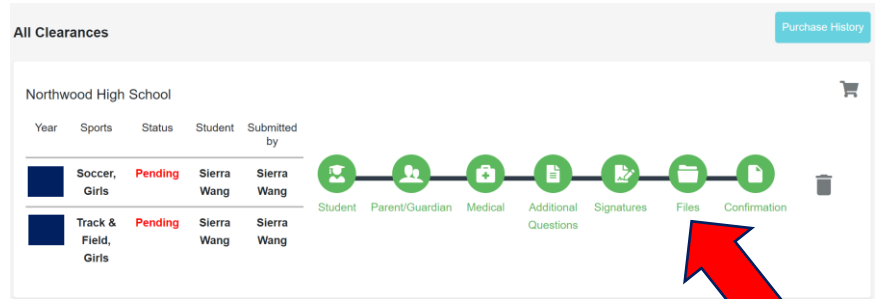 All Clearances
Purchase History
Northwood High School
Year Sports Status Student Submitted
by
Soccer, Pending Sierra Sierra
Girls Wang Wang
Track & Pending Sierra Sierra
Field, Wang Wang
Girls
Student Parent/Guardian Medical Additional Signatures Files Confirmation
Questions